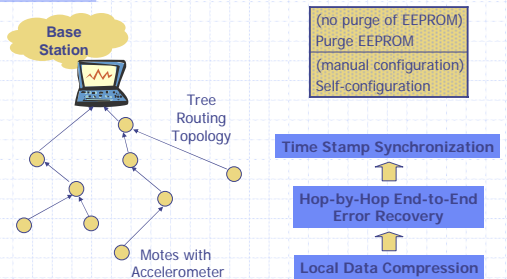 Base
Station
Tree
Routing
Topology
Motes with
Accelerometer
(no purge of EEPROM)
Purge EEPROM
(manual configuration)
Self-configuration
Time Stamp Synchronization
Hop-by-Hop End-to-End
Error Recovery
Local Data Compression